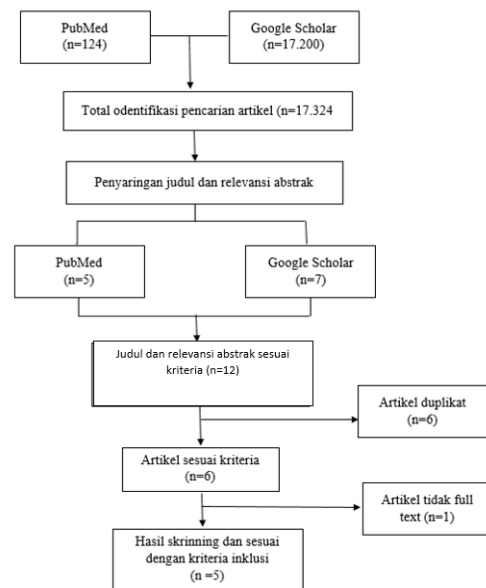 PubMed
(n=124)
Google Scholar
(n=17.200)
Total odentifikasi pencarian artikel (n=17.324
Penyaringan judul dan relevansi abstrak
PubMed
(n=5)
Google Scholar
(n=7)
Judul dan relevansi abstrak sesuai
kriteria (n=12)
Artikel duplikat
(n=6)
Artikel sesuai kriteria
(n=6)
Artikel tidak full
text (n=1)
Hasil skrinning dan sesuai
dengan kriteria inklusi
(n =5)